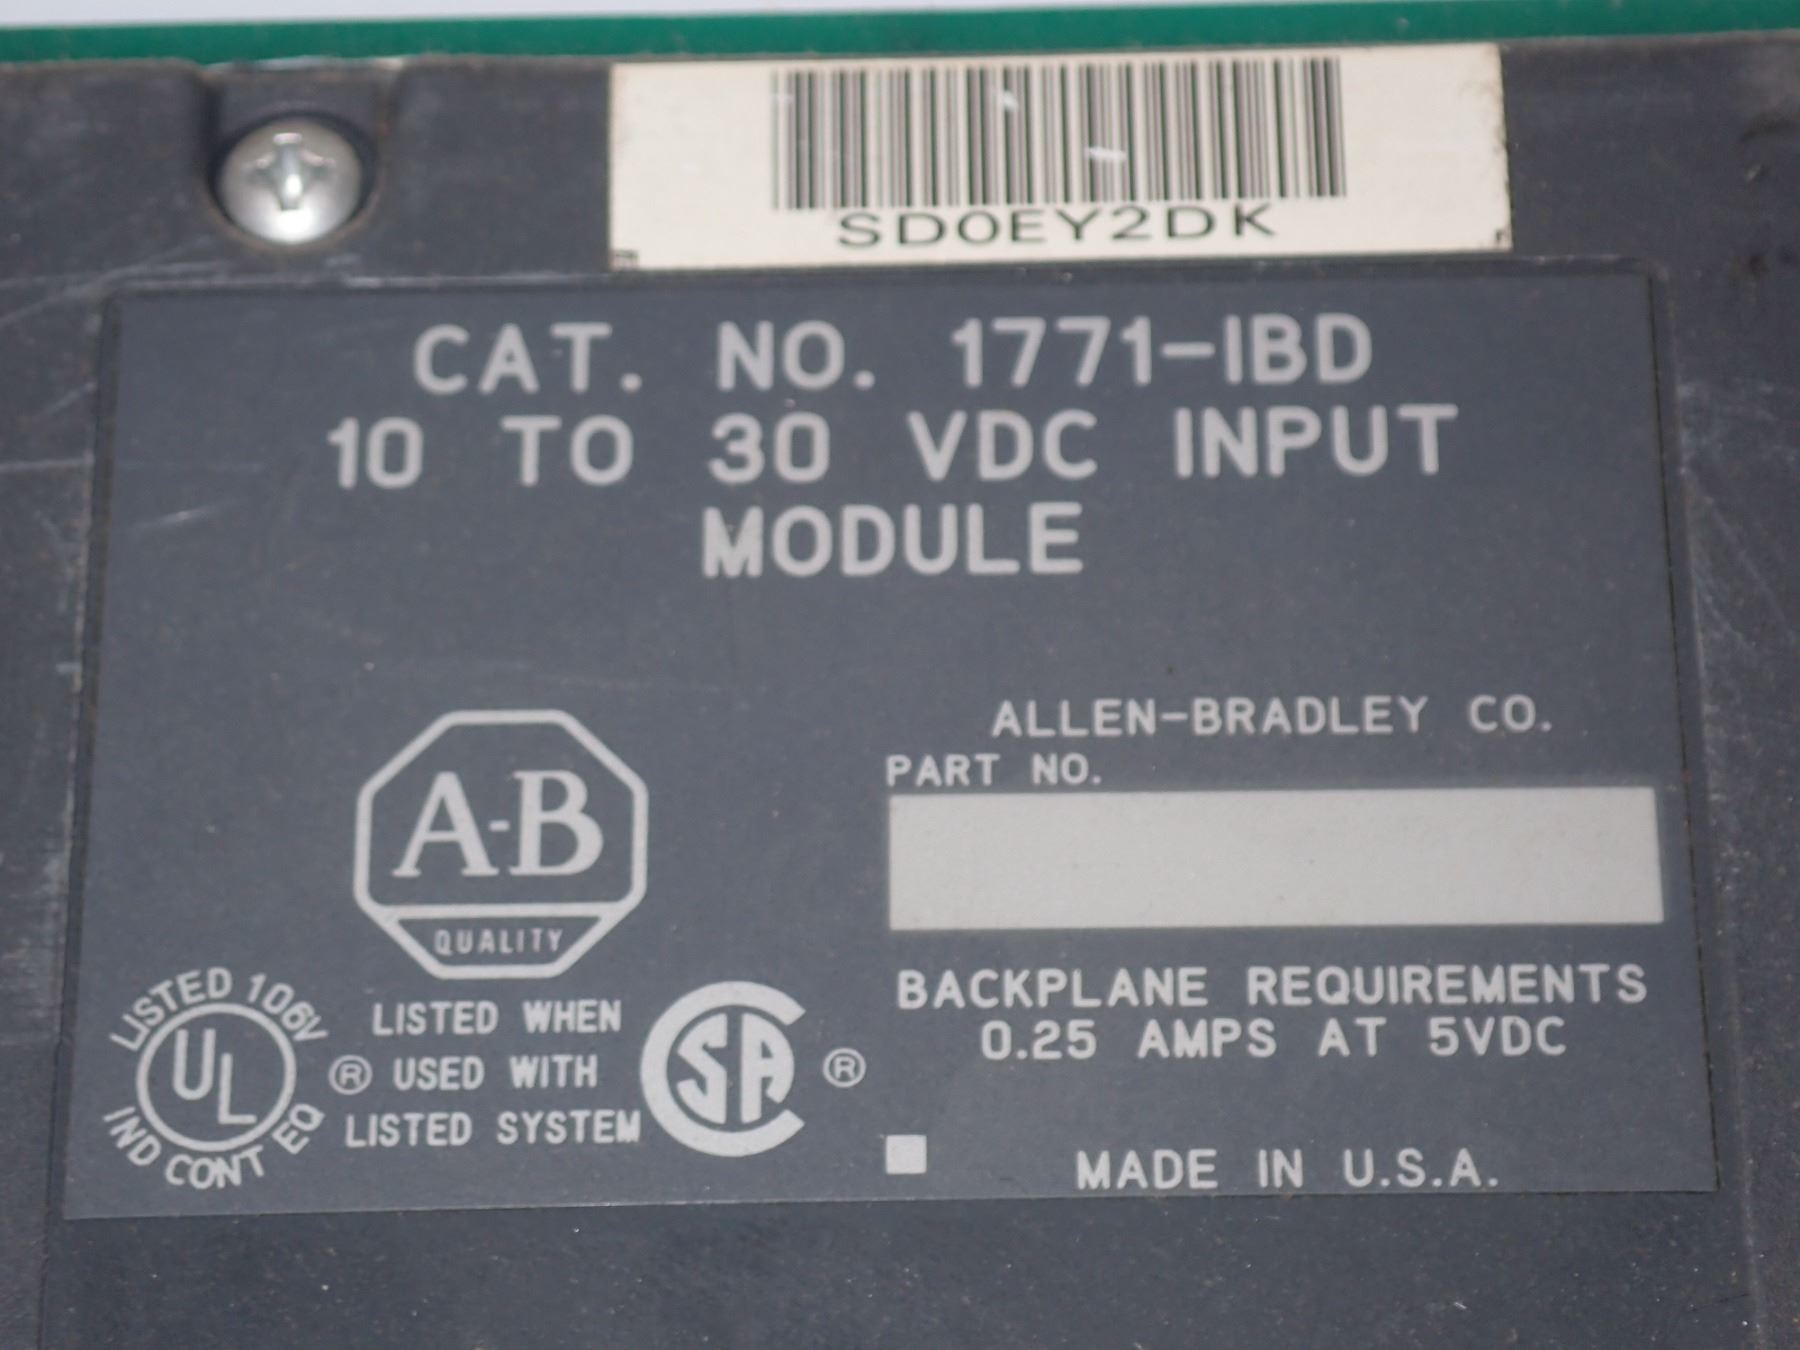 SD0EY2DK
CAT. NO. 1771-IBD
10 TO 30 VDC INPUT
MODULE
ALLEN-BRADLEY CO.
PART NO.
A-B
QUALITY
BACKPLANE REQUIREMENTS
0.25 AMPS AT 5VDC
LISTED 106V
UL
IND CONT EQ
®
LISTED WHEN
USED WITH
LISTED SYSTEM
SA
®
MADE IN U.S.A.